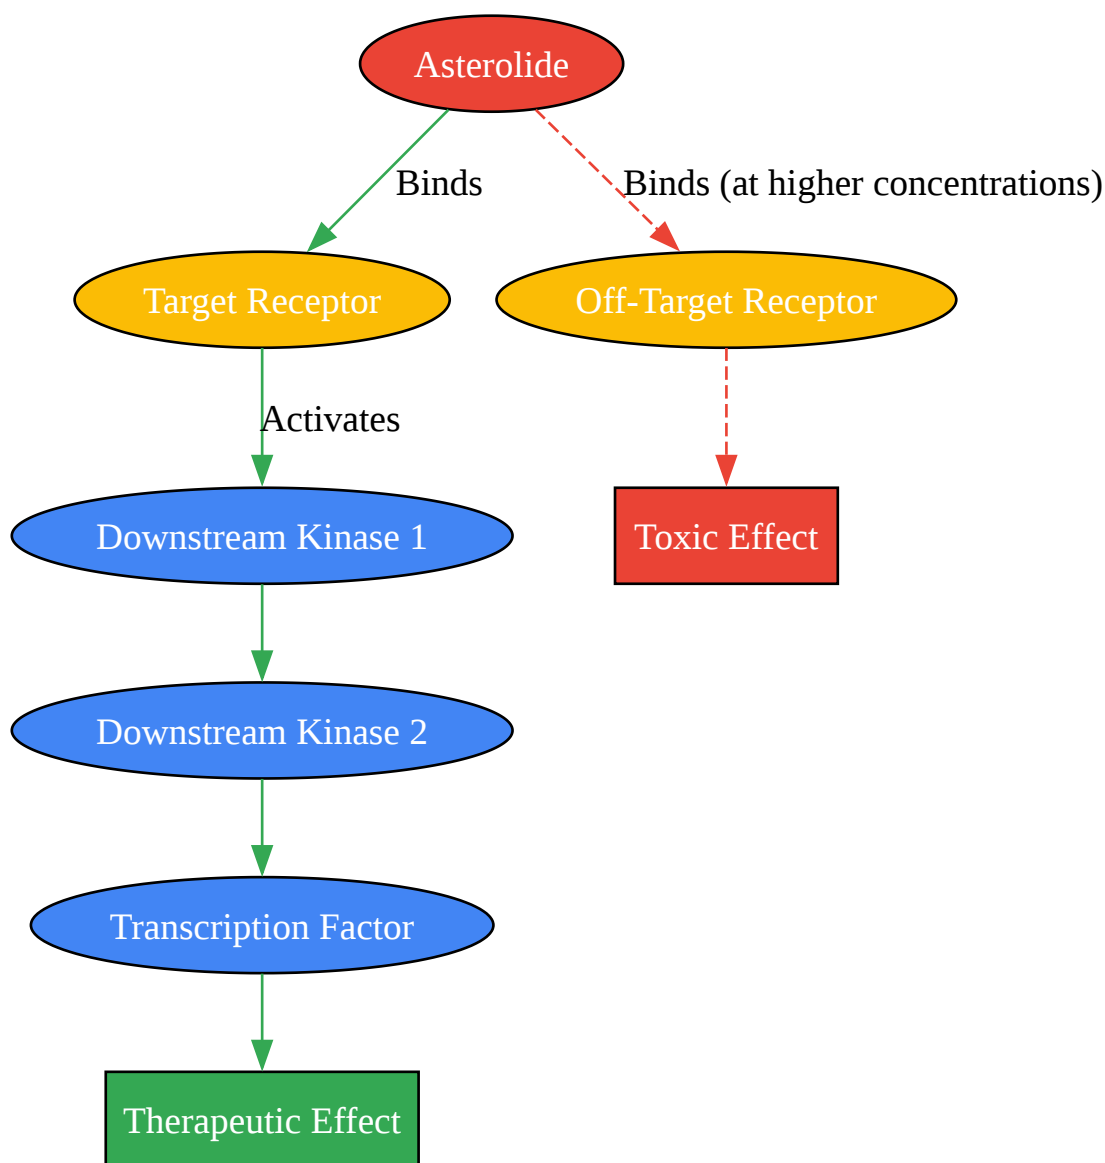 Asterolide
Binds
Binds (at higher concentrations)
Target Receptor
Off-Target Receptor
Activates
Downstream Kinase 1
Toxic Effect
Downstream Kinase 2
Transcription Factor
Therapeutic Effect